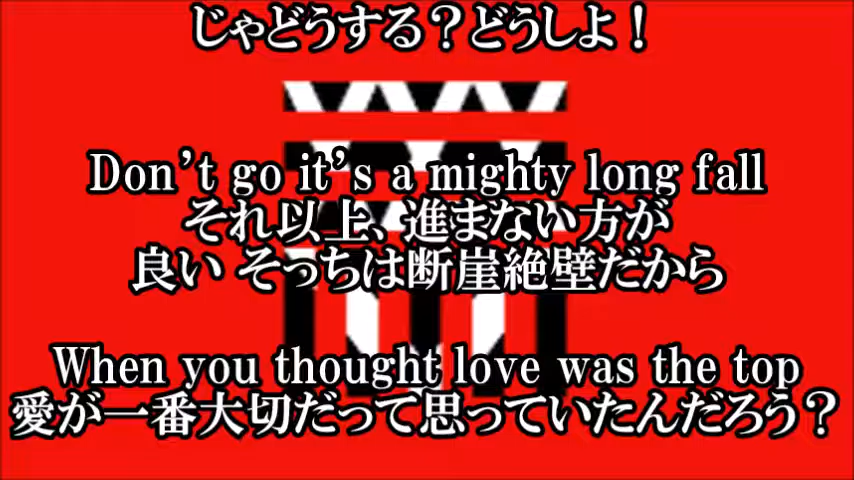 じゃどうする？どうしよ！
Don't go it's a mighty long fall
それ以上、進まない方が
良い そっちは断崖絶壁だから
When you thought love was the top
愛が一番大切だって思っていたんだろう？